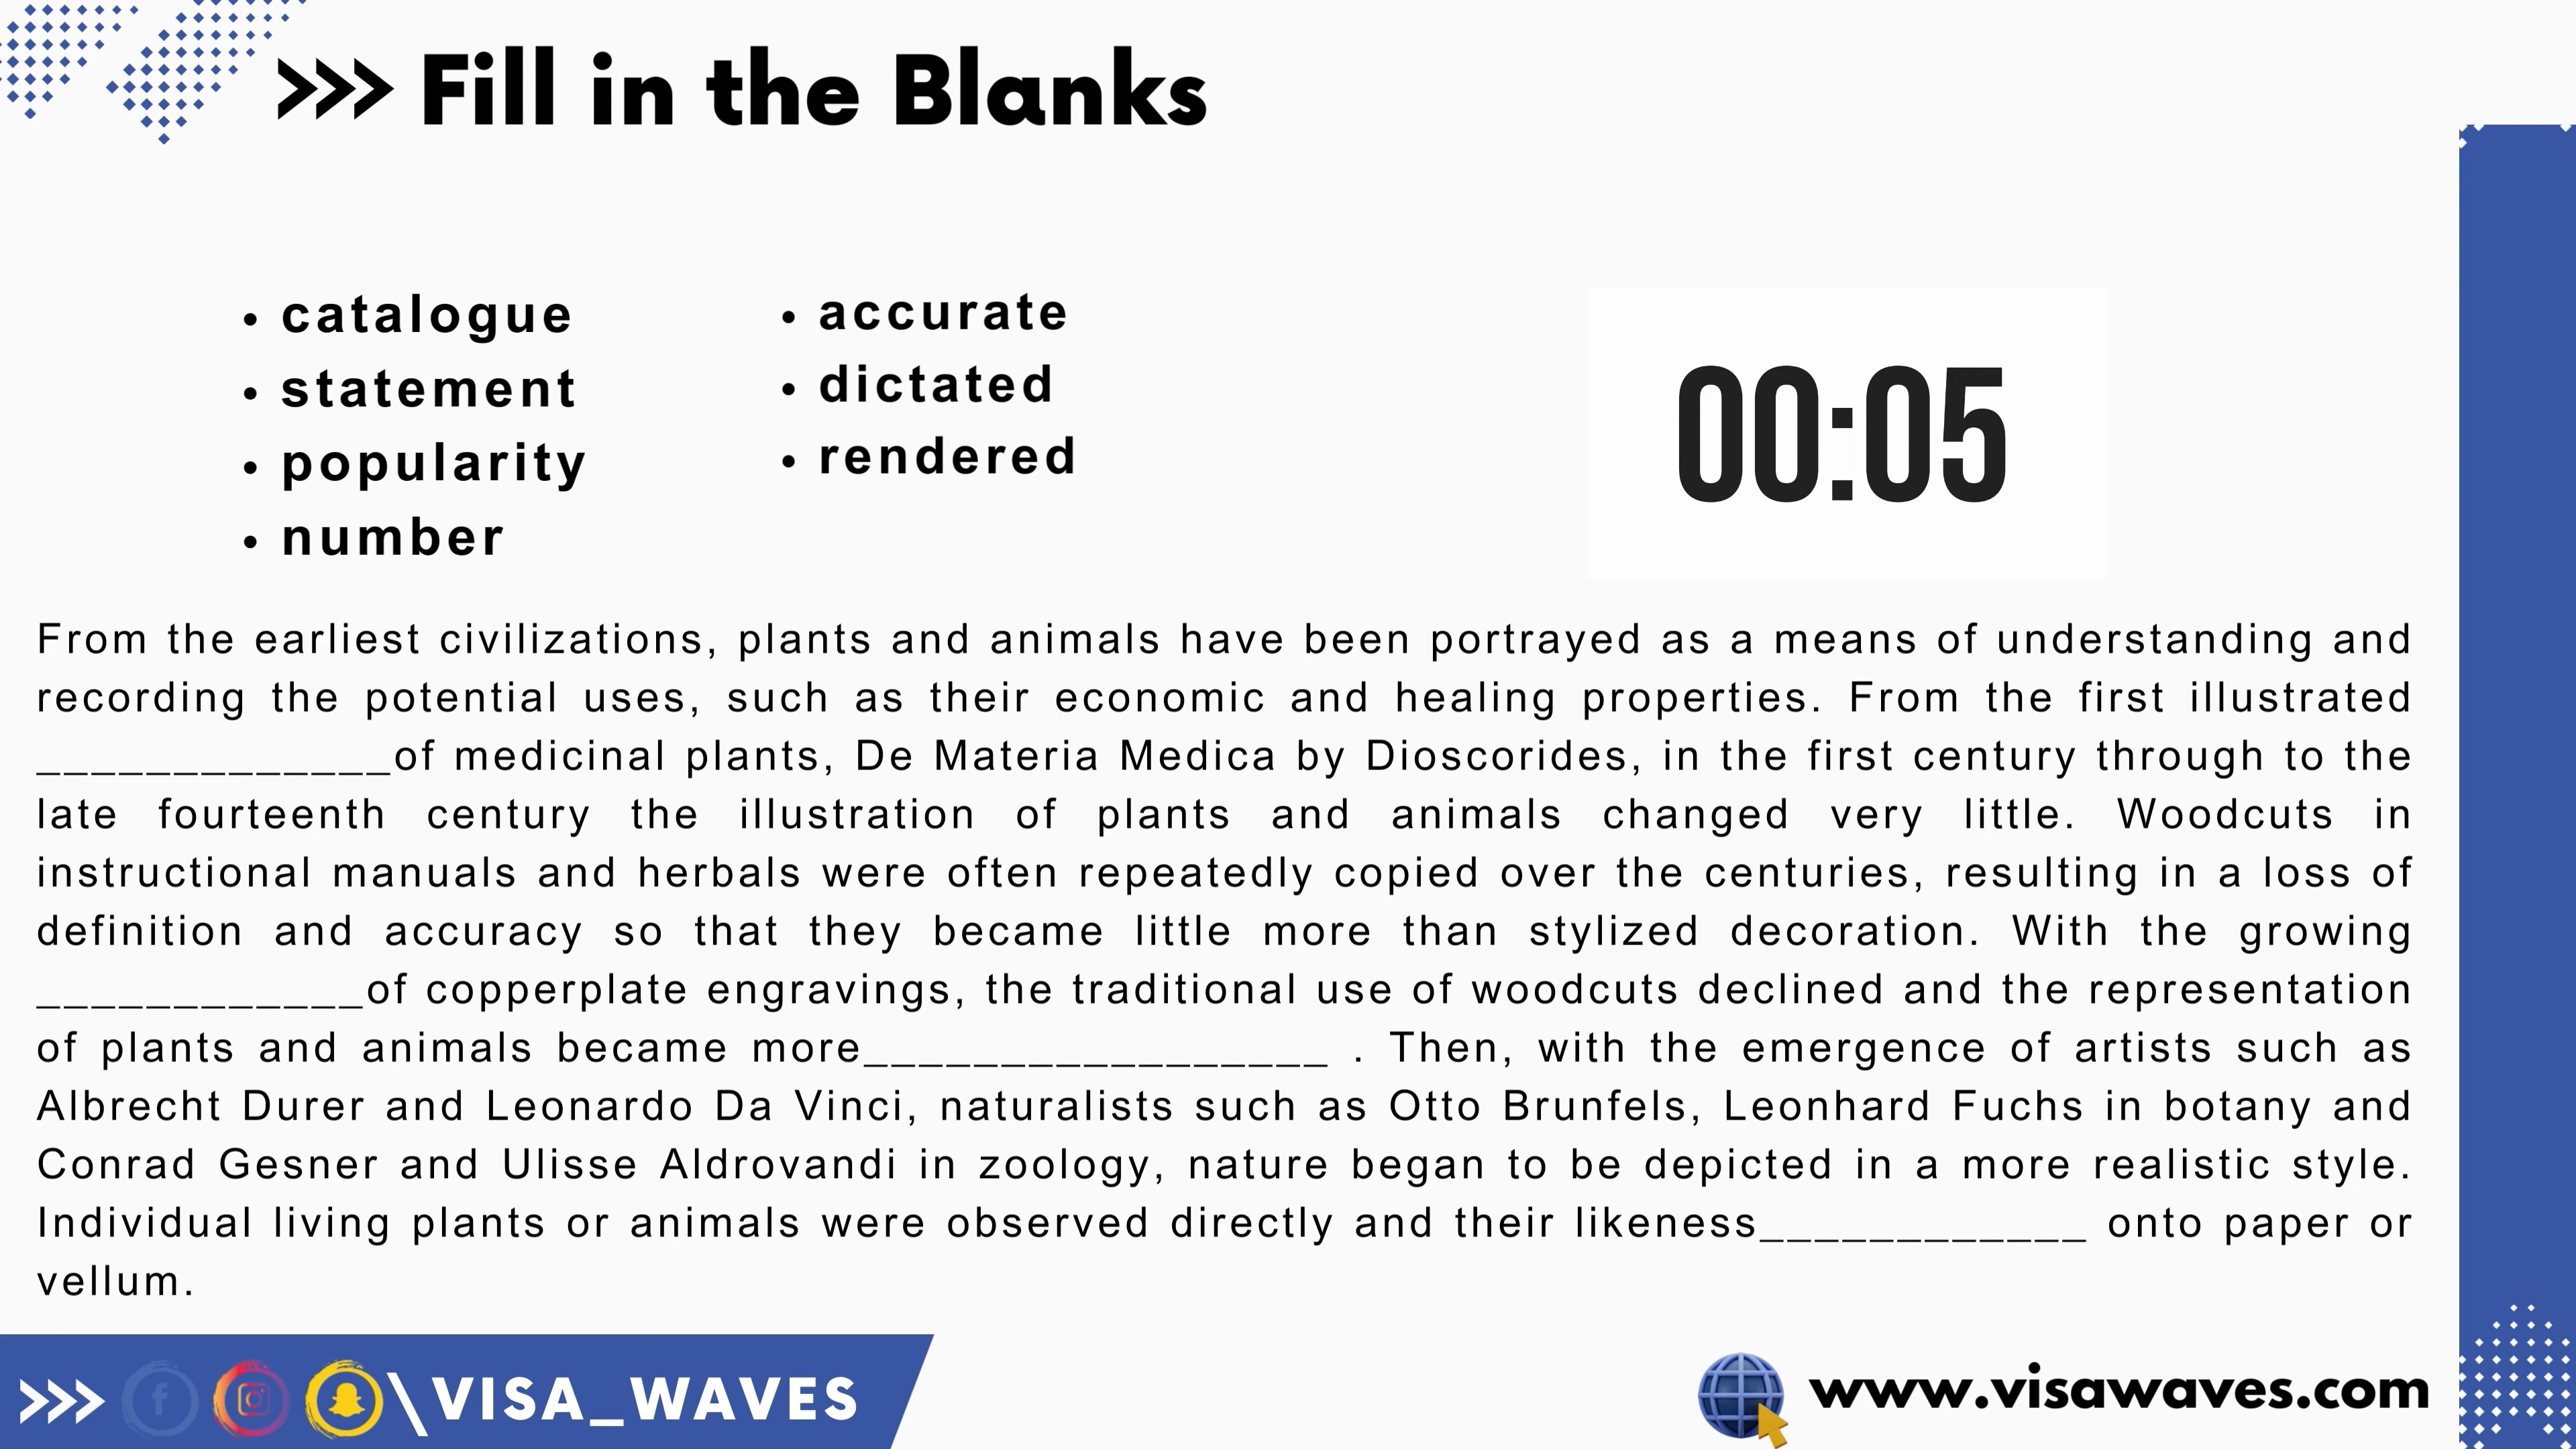 >>> Fill in the Blanks
• catalogue
• statement
• popularity
• number
• accurate
• dictated
• rendered
00:05
From the earliest civilizations, plants and animals have been portrayed as a means of understanding and
recording the potential uses, such as their economic and healing properties. From the first illustrated
_____________of medicinal plants, De Materia Medica by Dioscorides, in the first century through to the
late fourteenth century the illustration of plants and animals changed very little. Woodcuts in
instructional manuals and herbals were often repeatedly copied over the centuries, resulting in a loss of
definition and accuracy so that they became little more than stylized decoration. With the growing
____________of copperplate engravings, the traditional use of woodcuts declined and the representation
of plants and animals became more_________________ . Then, with the emergence of artists such as
Albrecht Durer and Leonardo Da Vinci, naturalists such as Otto Brunfels, Leonhard Fuchs in botany and
Conrad Gesner and Ulisse Aldrovandi in zoology, nature began to be depicted in a more realistic style.
Individual living plants or animals were observed directly and their likeness____________ onto paper or
vellum.
>>> \VISA_WAVES
www.visawaves.com